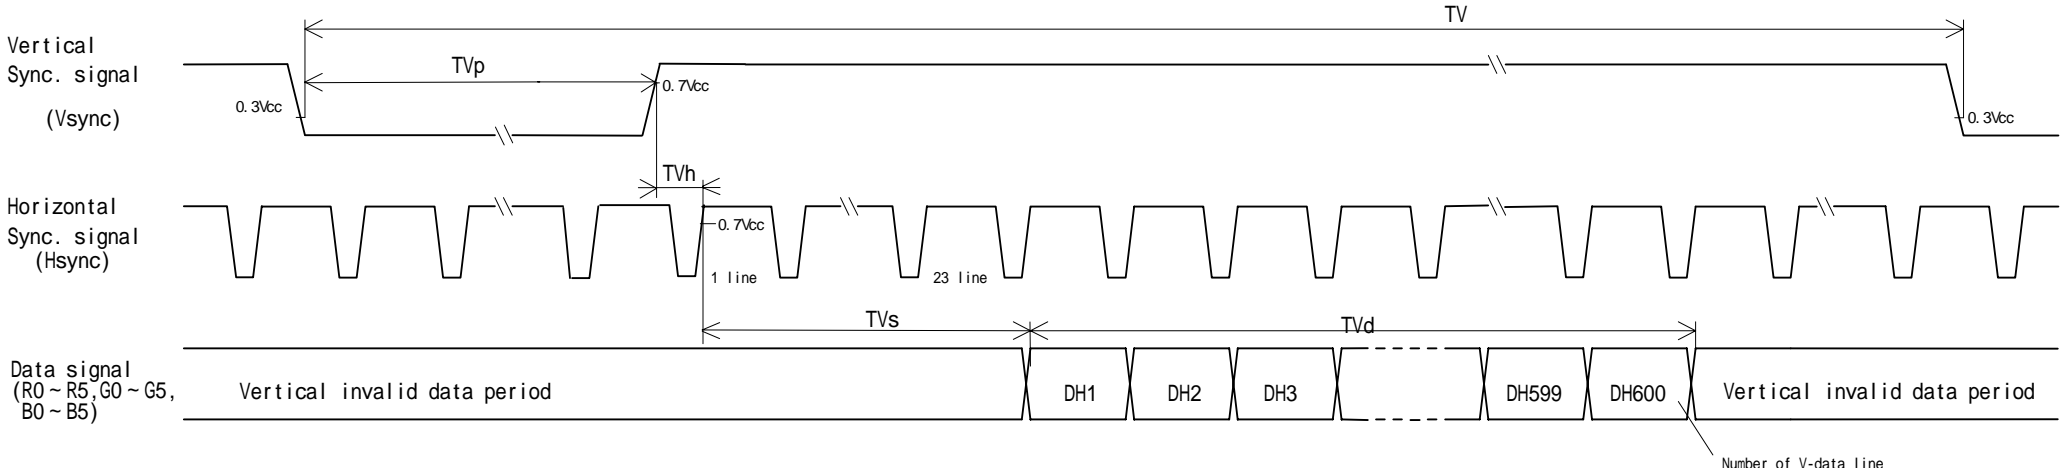 TV
Vertical
Sync. signal
(Vsync)
TVp
0.3Vcc
0.7Vcc
0.3Vcc
TVh
Horizontal
Sync. signal
(Hsync)
0.7Vcc
1 line
23 line
TVs
TVd
Data signal
(R0~R5,G0~G5,
B0~B5)
Vertical invalid data period
DH1
DH2
DH3
DH599
DH600
Vertical invalid data period
Number of V-data line